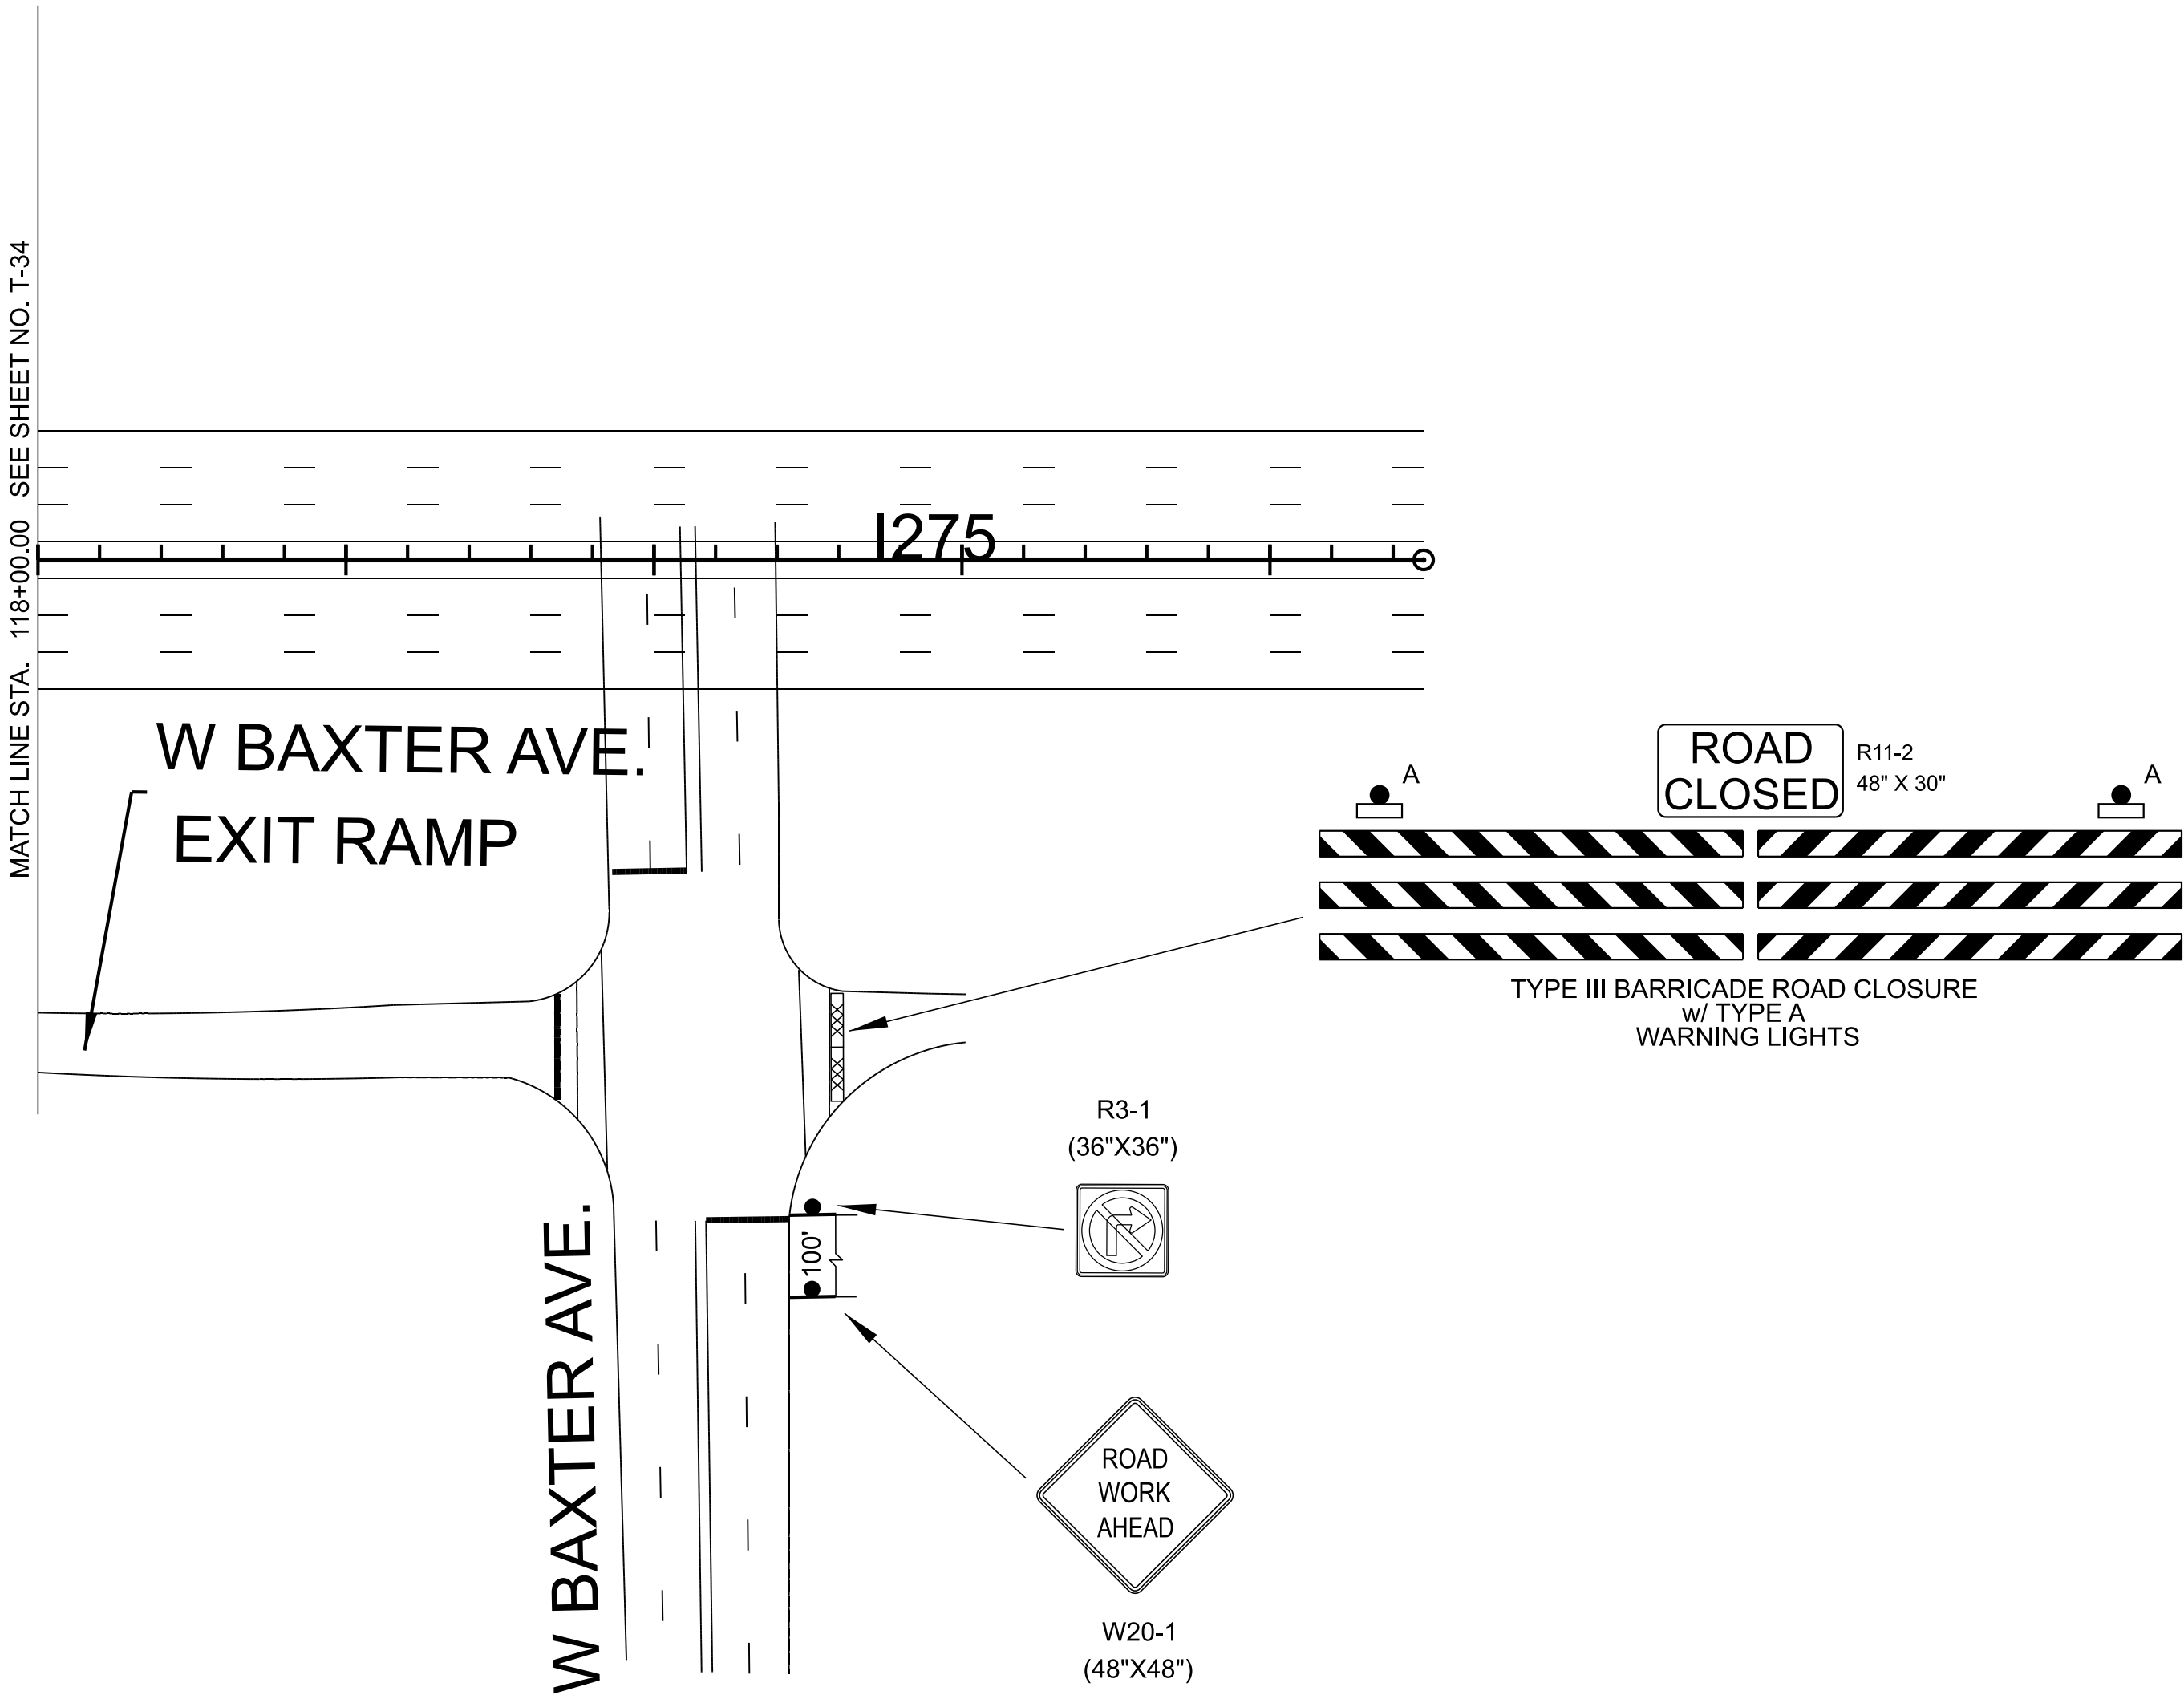 MATCH LINE STA. 118+00.00 SEE SHEET NO. T-34
I275
W BAXTER AVE.
EXIT RAMP
ROAD
CLOSED
R11-2
48" X 30"
A
A
TYPE III BARRICADE ROAD CLOSURE
w/ TYPE A
WARNING LIGHTS
R3-1
(36"X36")
100'
W BAXTER AVE.
ROAD
WORK
AHEAD
W20-1
(48"X48")